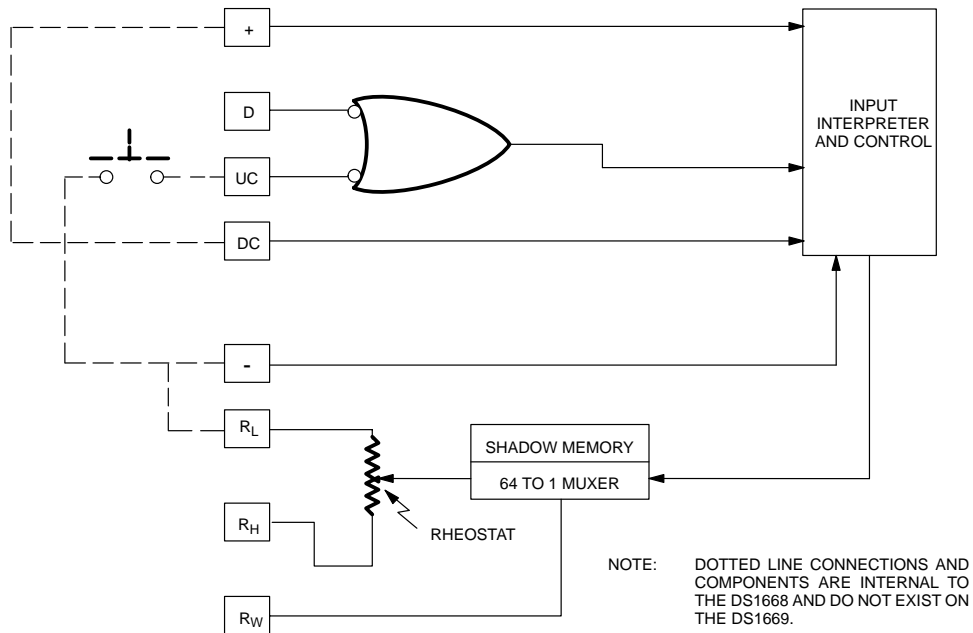 +
D
INPUT
INTERPRETER
AND CONTROL
UC
DC
-
RL
SHADOW MEMORY
64 TO 1 MUXER
RHEOSTAT
RH
NOTE: DOTTED LINE CONNECTIONS AND
COMPONENTS ARE INTERNAL TO
THE DS1668 AND DO NOT EXIST ON
THE DS1669.
RW